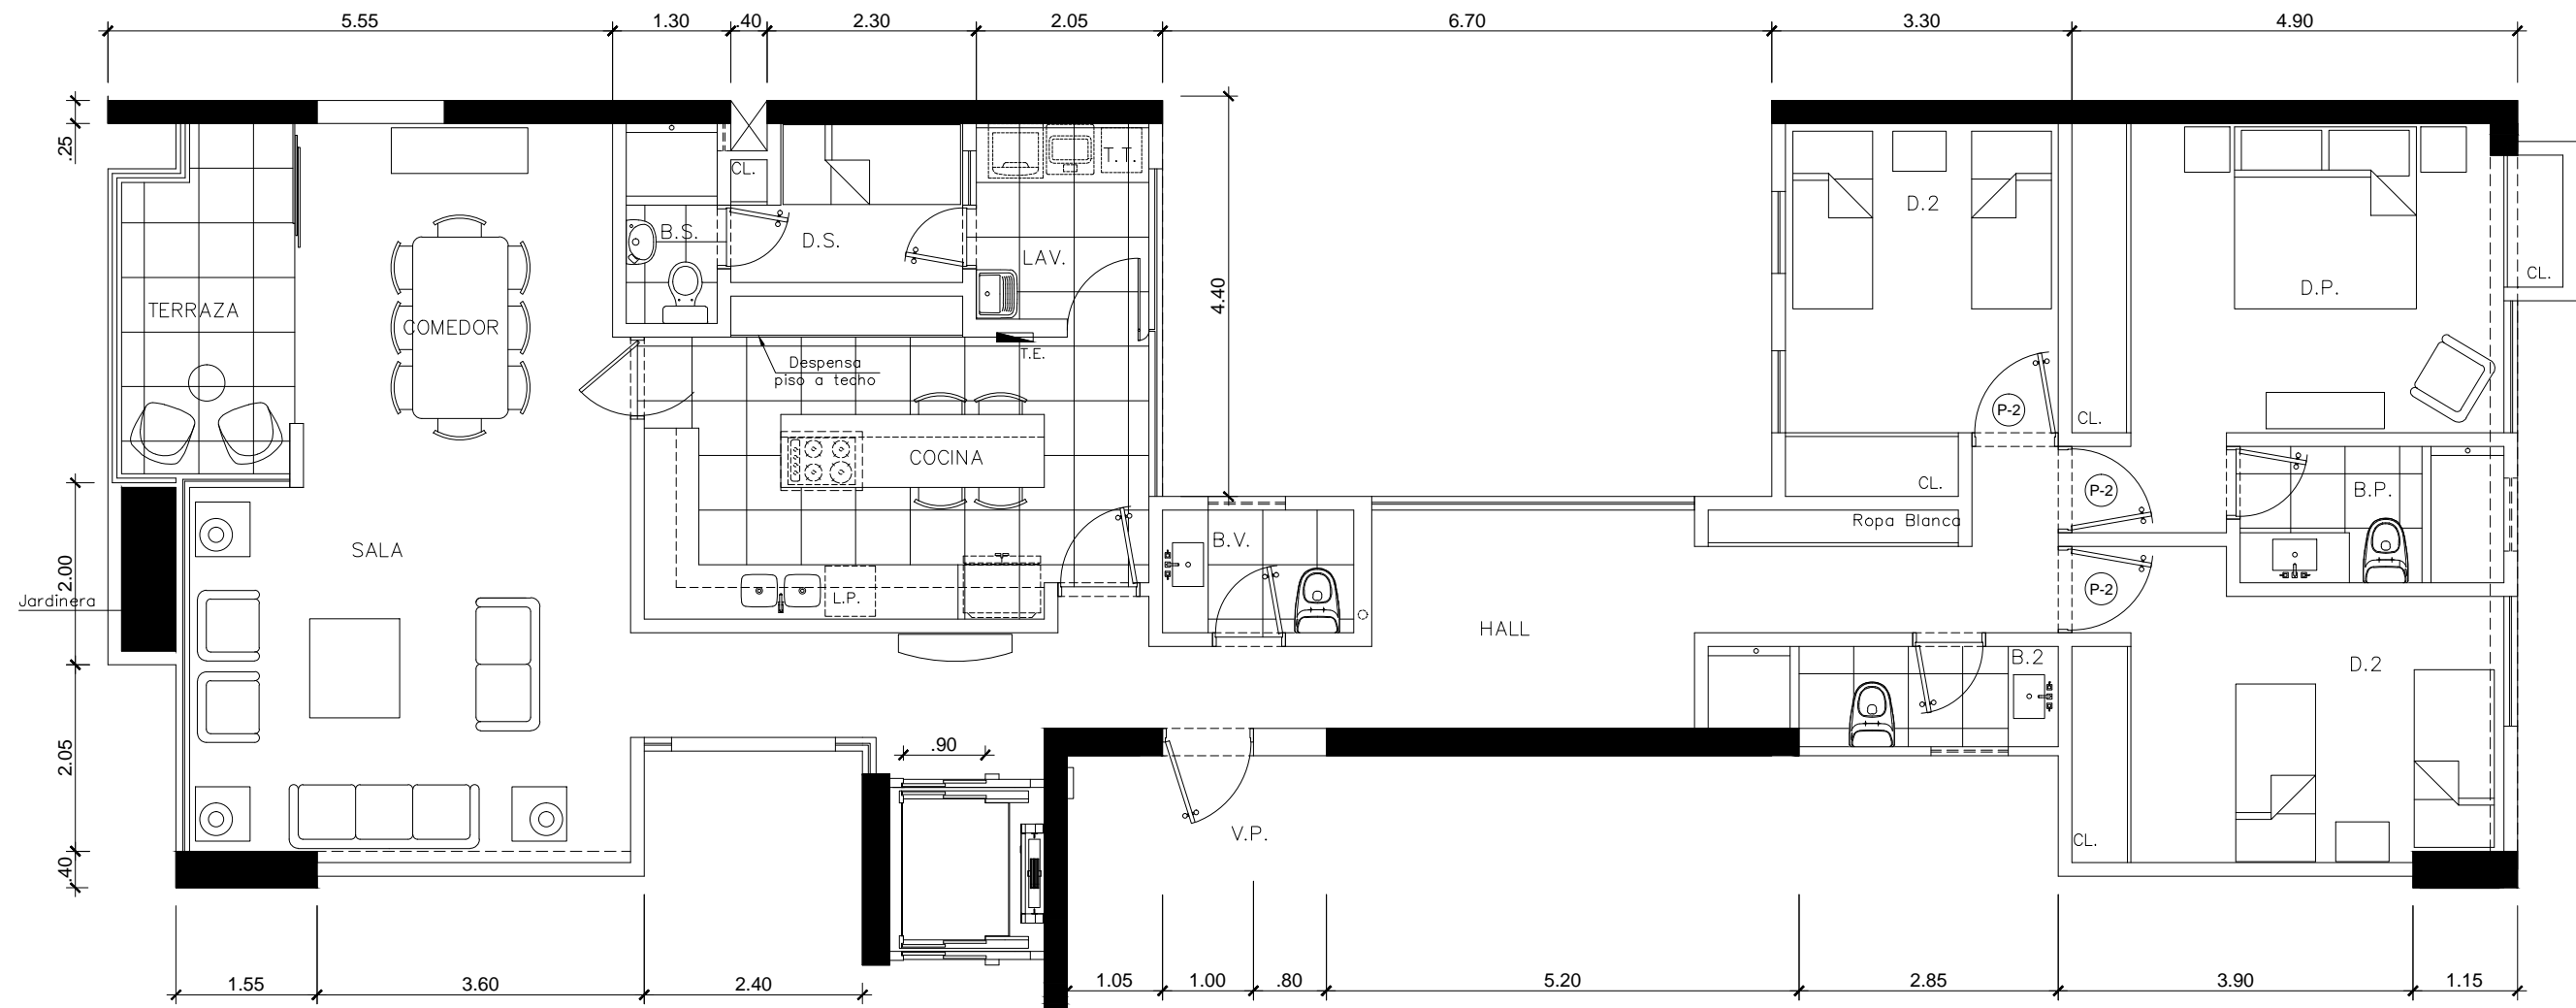 5.55
1.30
.40
2.30
2.05
6.70
3.30
4.90
.25
CL.
T.T.
B.S.
D.S.
LAV.
D.2
CL.
D.P.
4.40
TERRAZA
COMEDOR
T.E.
Despensa
piso a techo
P-2
CL.
COCINA
CL.
P-2
B.P.
Ropa Blanca
B.V.
SALA
2.00
Jardinera
L.P.
P-2
HALL
B.2
D.2
2.05
.90
V.P.
CL.
.40
1.55
3.60
2.40
1.05
1.00
.80
5.20
2.85
3.90
1.15